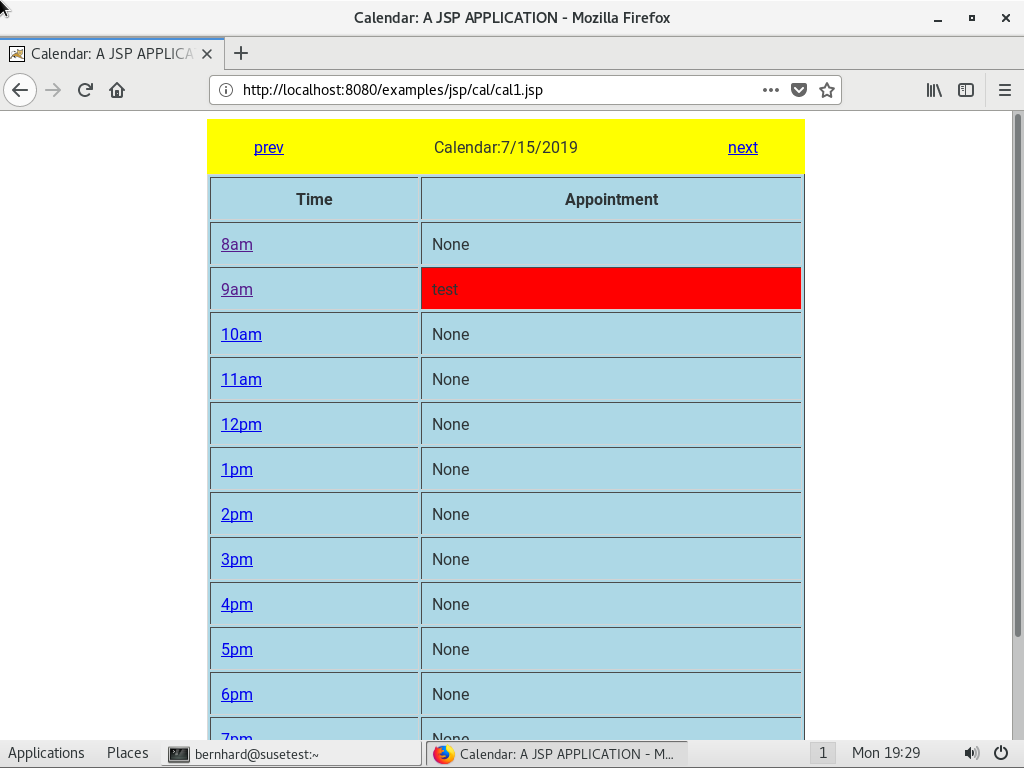 Calendar: A JSP APPLICATION - Mozilla Firefox
Calendar: A JSP APPLICA
http://localhost:8080/examples/jsp/cal/cal1.jsp
prev Calendar:7/15/2019 next
Time Appointment
8am None
9am test
10am None
11am None
12pm None
1pm None
2pm None
3pm None
4pm None
5pm None
6pm None
7pm None
Applications Places bernhard@susetest:~ Calendar: A JSP APPLICATION - M... 1 Mon 19:29